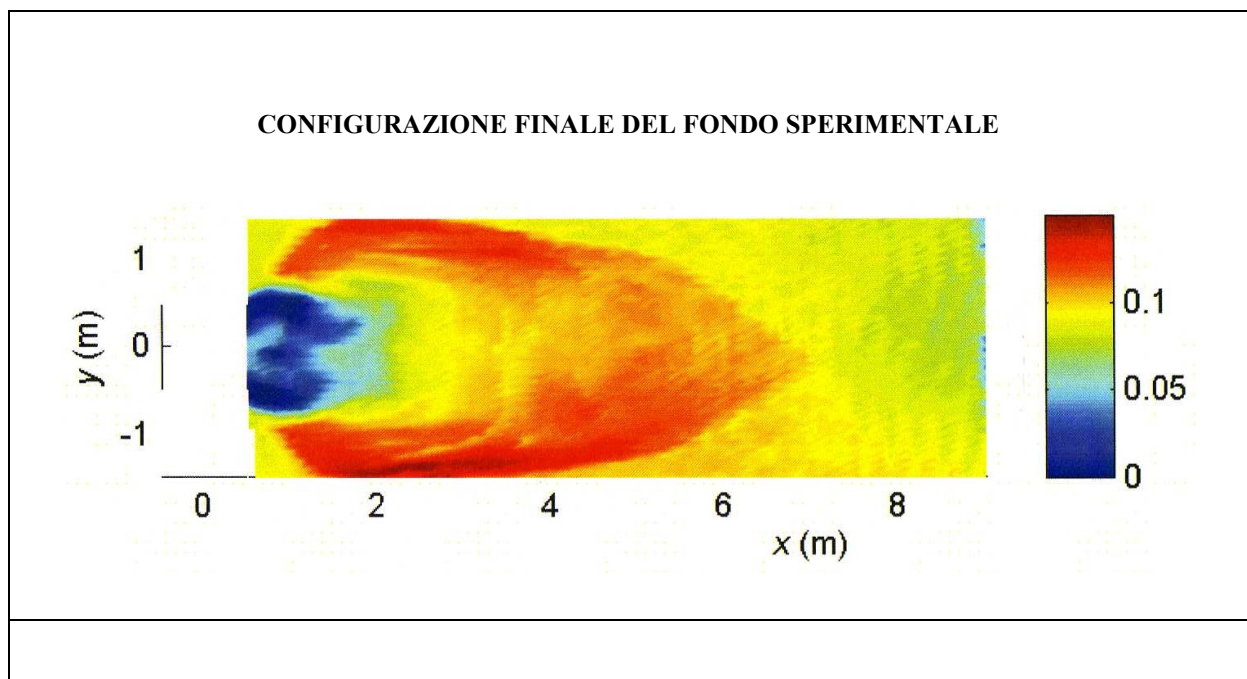 CONFIGURAZIONE FINALE DEL FONDO SPERIMENTALE
1
0
-1
y (m)
0 2 4 6 8
x (m)
0.1
0.05
0